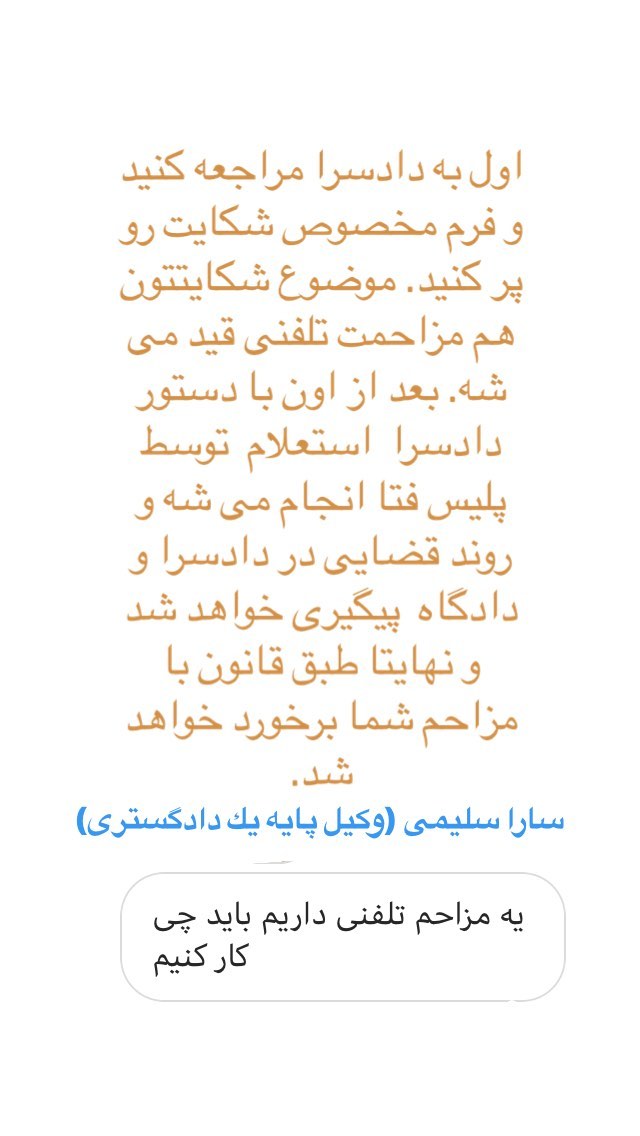 اول به دادسرا مراجعه کنید
و فرم مخصوص شکایت رو
پر کنید. موضوع شکایتتون
هم مزاحمت تلفنی قید می
شه. بعد از اون با دستور
دادسرا استعلام توسط
پلیس فتا انجام می شه و
روند قضایی در دادسرا و
دادگاه پیگیری خواهد شد
و نهایتا طبق قانون با
مزاحم شما برخورد خواهد
شد.
سارا سلیمی (وکیل پایه یك دادگستری)
یه مزاحم تلفنی داریم باید چی
کار کنیم